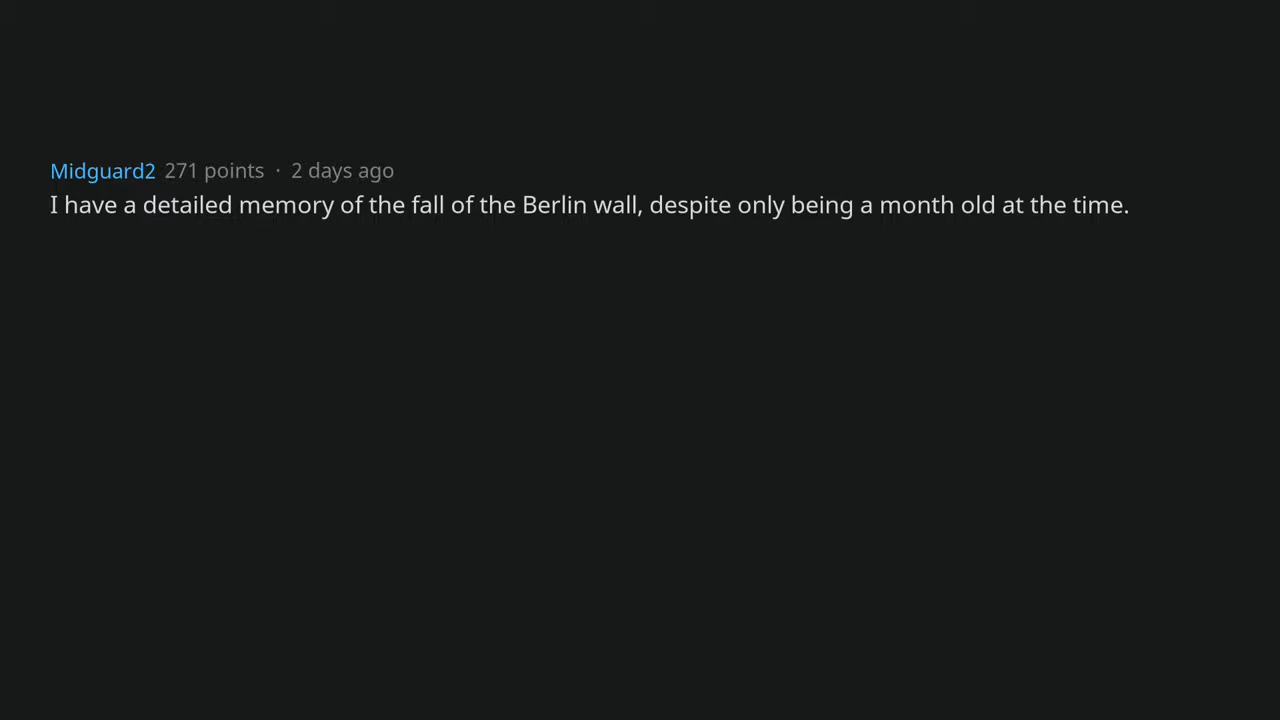 Midguard2 271 points · 2 days ago
I have a detailed memory of the fall of the Berlin wall, despite only being a month old at the time.